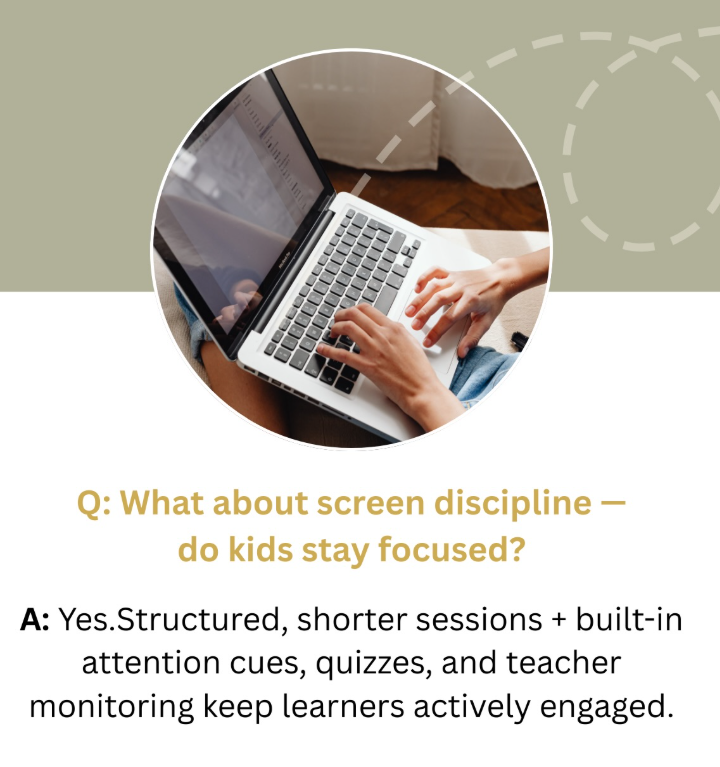 Q: What about screen discipline —
do kids stay focused?
A: Yes.Structured, shorter sessions + built-in
attention cues, quizzes, and teacher
monitoring keep learners actively engaged.